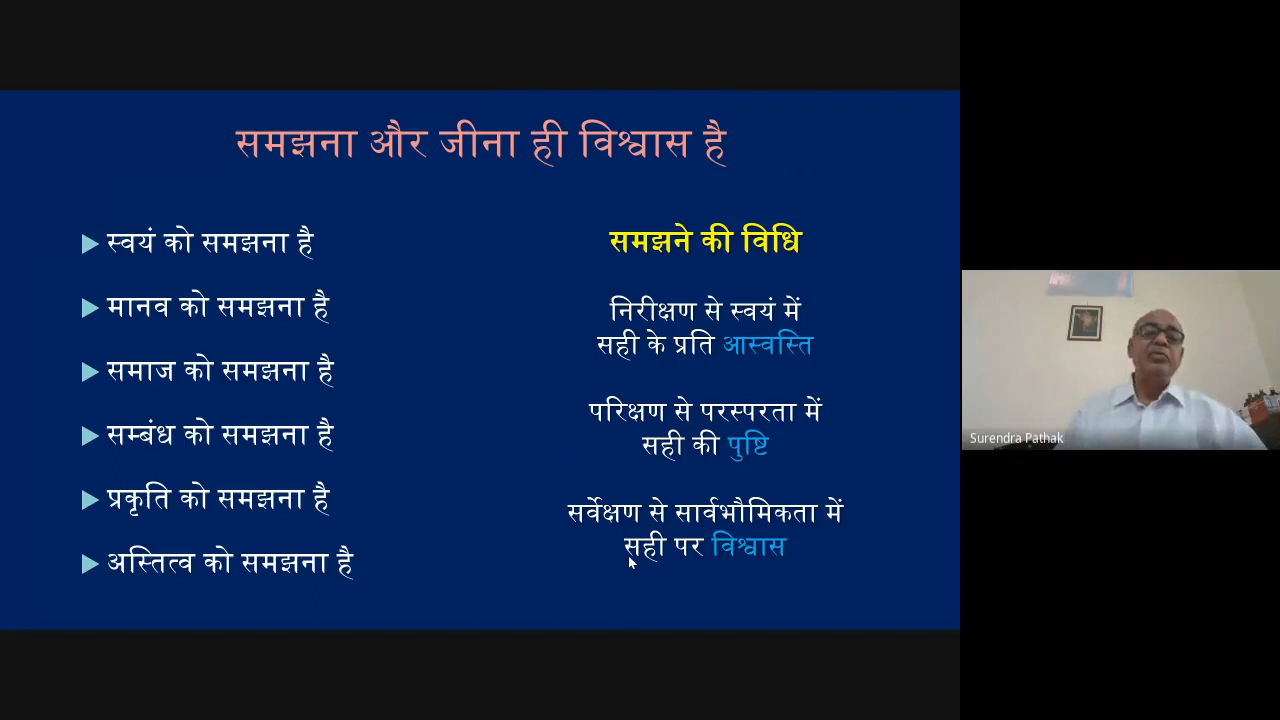 समझना और जीना ही विश्वास है
स्वयं को समझना है
मानव को समझना है
समाज को समझना है
सम्बंध को समझना है
प्रकृति को समझना है
अस्तित्व को समझना है
समझने की विधि
निरीक्षण से स्वयं में
सही के प्रति आस्वस्ति
परिक्षण से परस्परता में
सही की पुष्टि
सर्वेक्षण से सार्वभौमिकता में
सही पर विश्वास
Surendra Pathak